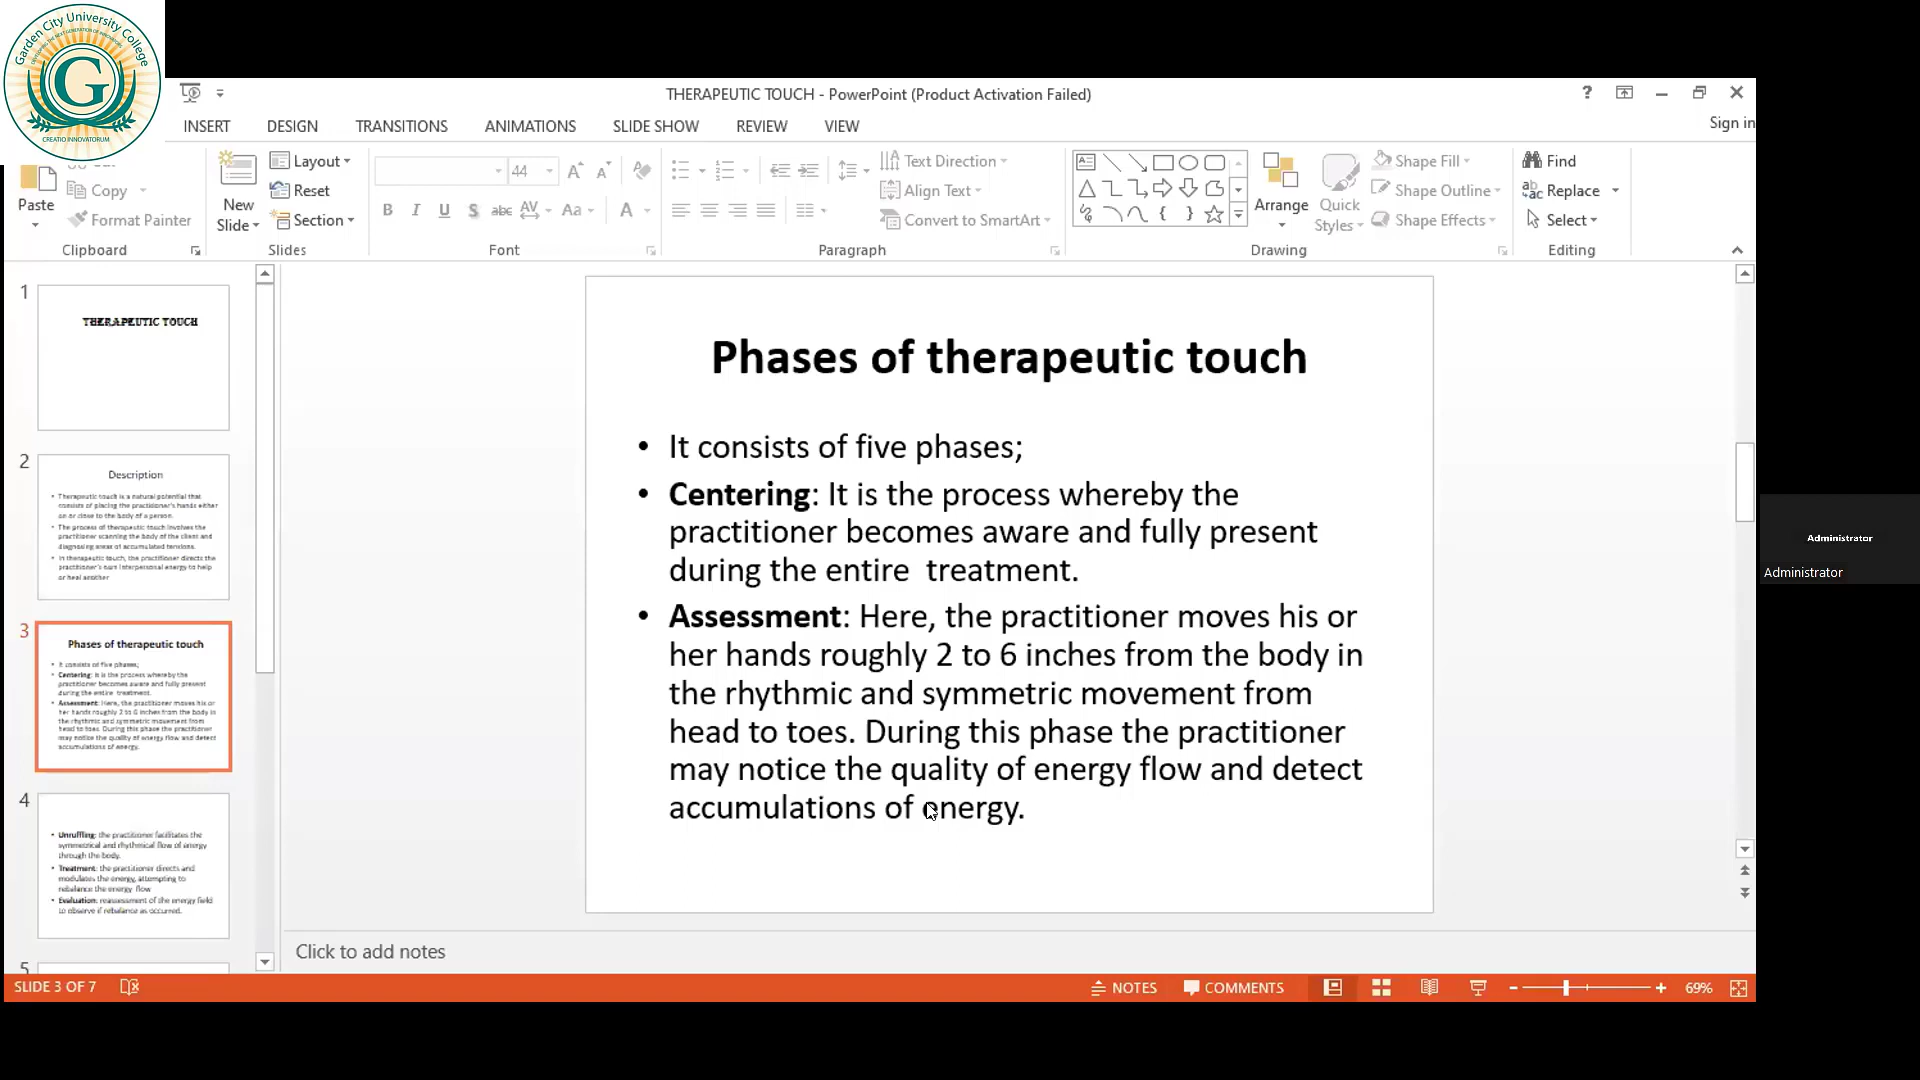 Garden City University College
CREATIO INNOVATORUM
THERAPEUTIC TOUCH - PowerPoint (Product Activation Failed)
?
INSERT
DESIGN
TRANSITIONS
ANIMATIONS
SLIDE SHOW
REVIEW
VIEW
Sign in
Paste
Copy
Format Painter
Clipboard
New
Slide
Layout
Reset
Section
Slides
44
B I U S abc AV Aa A
Font
Text Direction
Align Text
Convert to SmartArt
Paragraph
Arrange
Quick
Styles
Shape Fill
Shape Outline
Shape Effects
Drawing
Find
Replace
Select
Editing
1
THERAPEUTIC TOUCH
2
Description
• Therapeutic touch is a natural potential that
consists of placing the practitioner's hands either
on or close to the body of a person.
• The process of therapeutic touch involves the
practitioner scanning the body of the client and
diagnosing areas of accumulated tensions.
• In therapeutic touch, the practitioner directs the
practitioner's own interpersonal energy to help
or heal another
3
Phases of therapeutic touch
• It consists of five phases;
• Centering: It is the process whereby the
practitioner becomes aware and fully present
during the entire treatment.
• Assessment: Here, the practitioner moves his or
her hands roughly 2 to 6 inches from the body in
the rhythmic and symmetric movement from
head to toes. During this phase the practitioner
may notice the quality of energy flow and detect
accumulations of energy.
4
• Unruffling: the practitioner facilitates the
symmetrical and rhythmical flow of energy
through the body.
• Treatment: the practitioner directs and
modulates the energy, attempting to
rebalance the energy flow
• Evaluation: reassessment of the energy field
to observe if rebalance as occurred.
5
Phases of therapeutic touch
• It consists of five phases;
• Centering: It is the process whereby the
practitioner becomes aware and fully present
during the entire treatment.
• Assessment: Here, the practitioner moves his or
her hands roughly 2 to 6 inches from the body in
the rhythmic and symmetric movement from
head to toes. During this phase the practitioner
may notice the quality of energy flow and detect
accumulations of energy.
Click to add notes
Administrator
Administrator
SLIDE 3 OF 7
NOTES
COMMENTS
69%